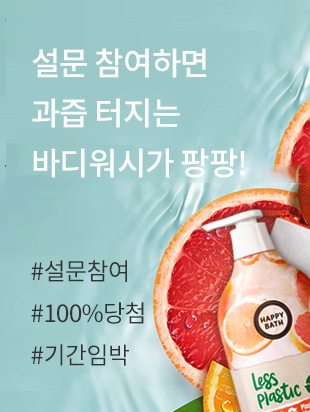 설문 참여하면
과즙 터지는
바디워시가 팡팡!
#설문참여
#100%당첨
#기간임박
HAPPY
BATH
Less
Plastic